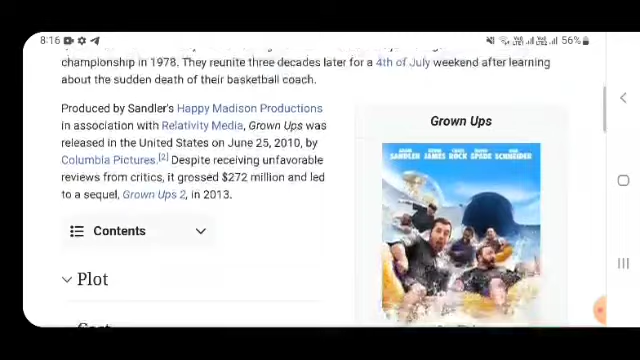 8:16 56%
championship in 1978. They reunite three decades later for a 4th of July weekend after learning
about the sudden death of their basketball coach.
Produced by Sandler's Happy Madison Productions
in association with Relativity Media, Grown Ups was
released in the United States on June 25, 2010, by
Columbia Pictures.[2] Despite receiving unfavorable
reviews from critics, it grossed $272 million and led
to a sequel, Grown Ups 2, in 2013.
Contents
Plot
Grown Ups
SANDLER JAMES ROCK SPADE SCHNEIDER